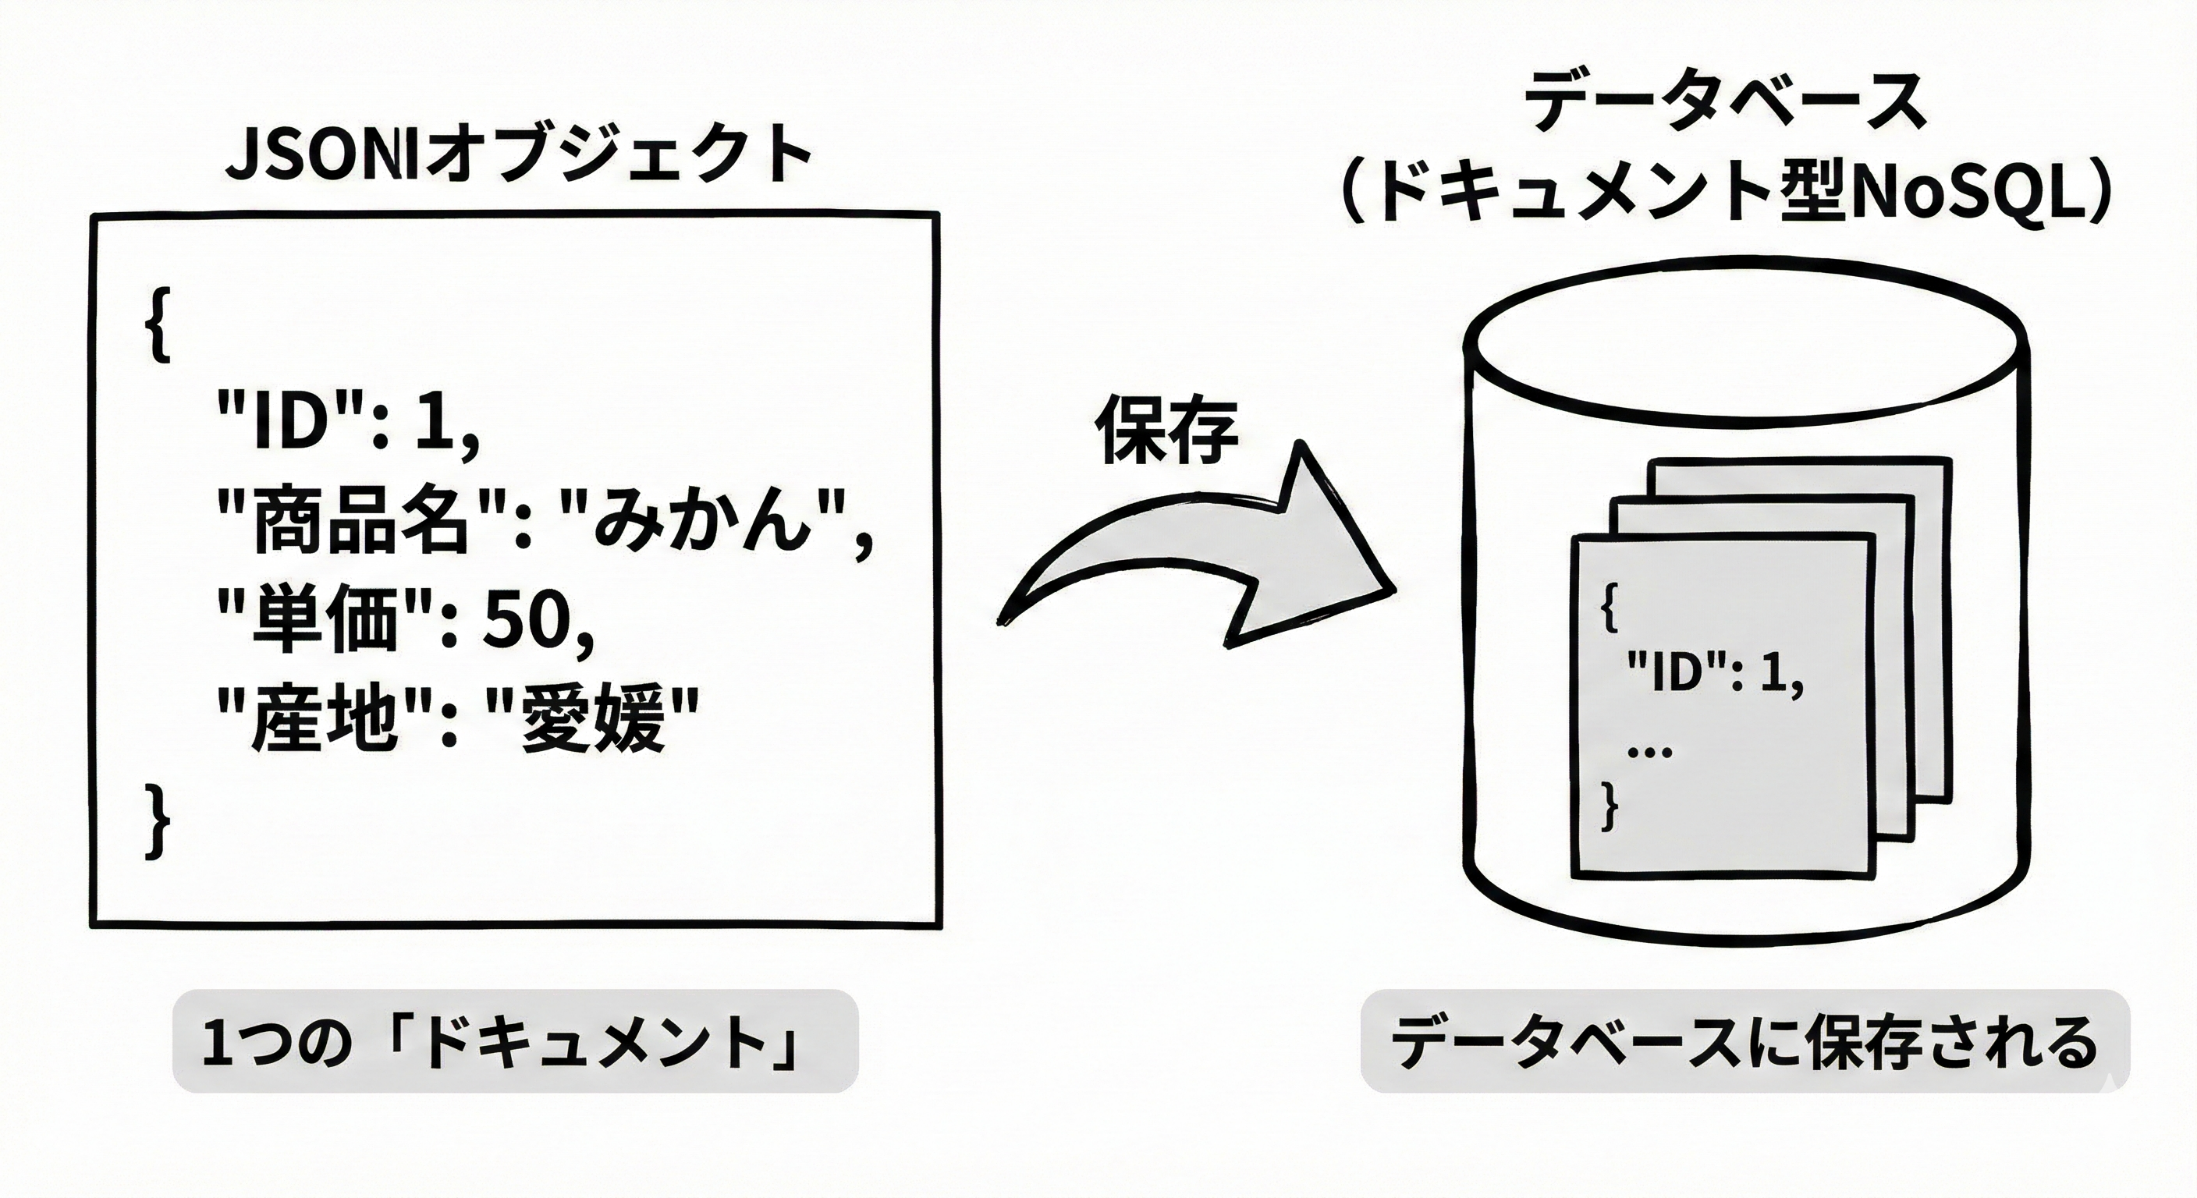 JSONIオブジェクト
{
"ID": 1,
"商品名": "みかん",
"単価": 50,
"産地": "愛媛"
}
1つの「ドキュメント」
保存
データベース
（ドキュメント型NoSQL）
{
"ID": 1,
...
}
データベースに保存される